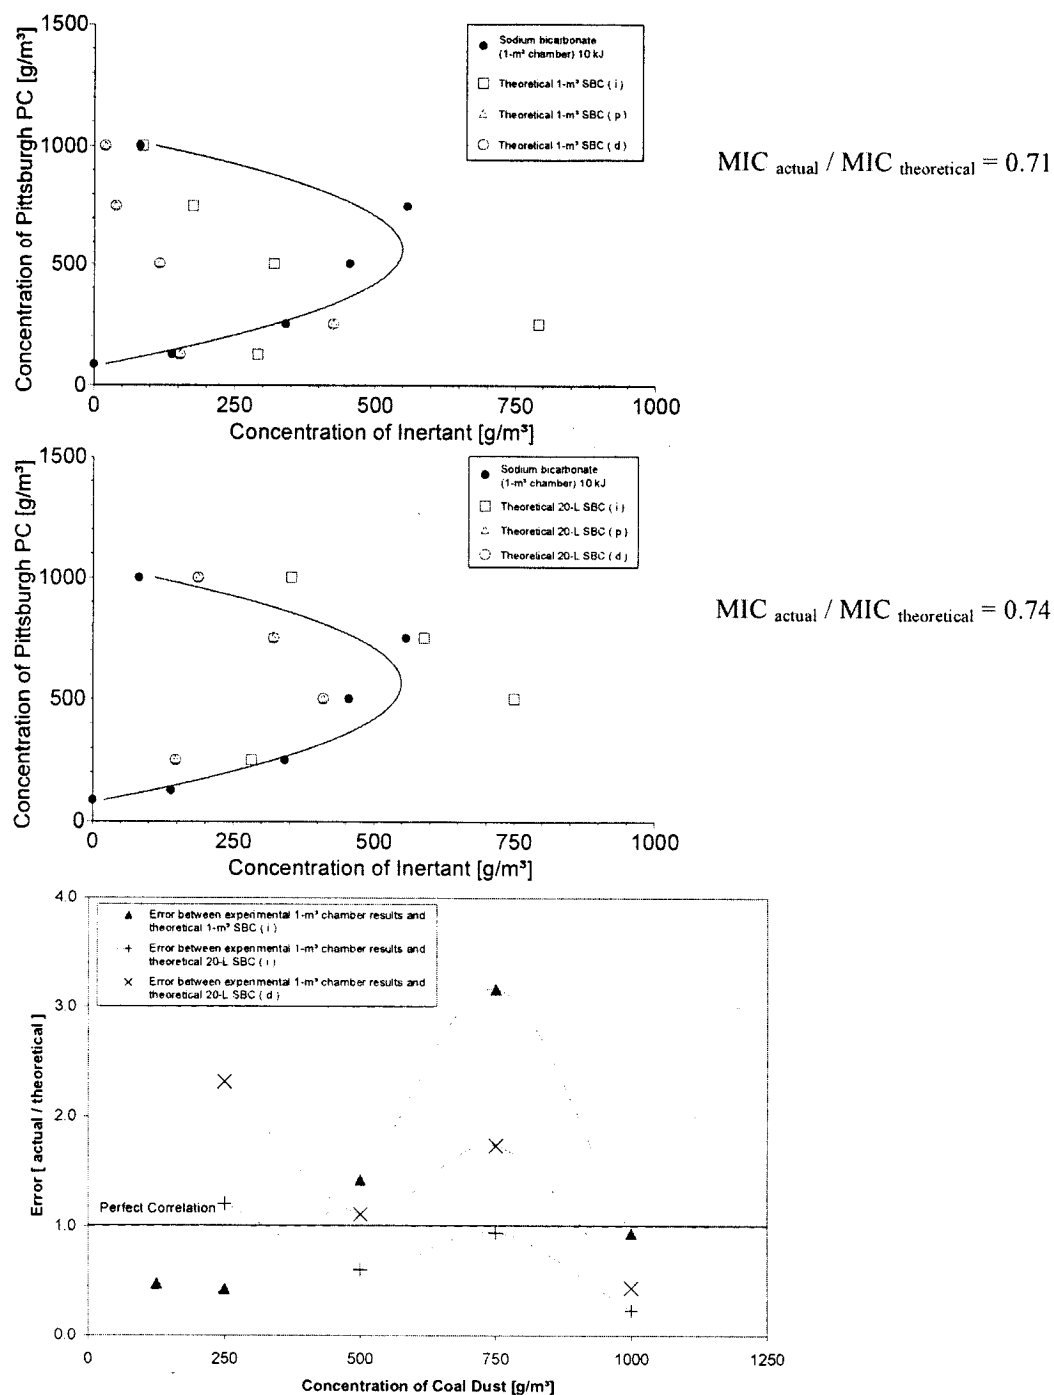 1500
1000
500
0
Concentration of Pittsburgh PC [g/m³]
Sodium bicarbonate
(1-m³ chamber) 10 kJ
Theoretical 1-m³ SBC ( i )
Theoretical 1-m³ SBC ( p )
Theoretical 1-m³ SBC ( d )
MIC actual / MIC theoretical = 0.71
0 250 500 750 1000
Concentration of Inertant [g/m³]
1500
1000
500
0
Concentration of Pittsburgh PC [g/m³]
Sodium bicarbonate
(1-m³ chamber) 10 kJ
Theoretical 20-L SBC ( i )
Theoretical 20-L SBC ( p )
Theoretical 20-L SBC ( d )
MIC actual / MIC theoretical = 0.74
0 250 500 750 1000
Concentration of Inertant [g/m³]
4.0
3.0
2.0
1.0
0.0
Error [ actual / theoretical ]
Error between experimental 1-m³ chamber results and
theoretical 1-m³ SBC ( i )
Error between experimental 1-m³ chamber results and
theoretical 20-L SBC ( i )
Error between experimental 1-m³ chamber results and
theoretical 20-L SBC ( d )
Perfect Correlation
0 250 500 750 1000 1250
Concentration of Coal Dust [g/m³]